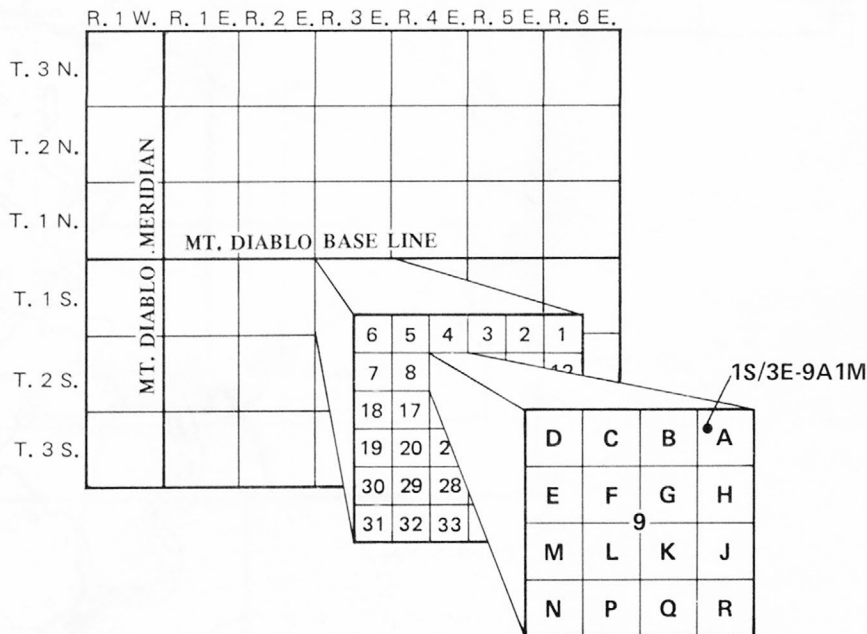 R. 1 W. R. 1 E. R. 2 E. R. 3 E. R. 4 E. R. 5 E. R. 6 E.
T. 3 N.
T. 2 N.
T. 1 N.
T. 1 S.
T. 2 S.
T. 3 S.
MT. DIABLO MERIDIAN
MT. DIABLO BASE LINE
6 5 4 3 2 1
7 8 12
18 17
19 20 2
30 29 28
31 32 33
1S/3E-9A1M
D C B A
E F G H
9
M L K J
N P Q R